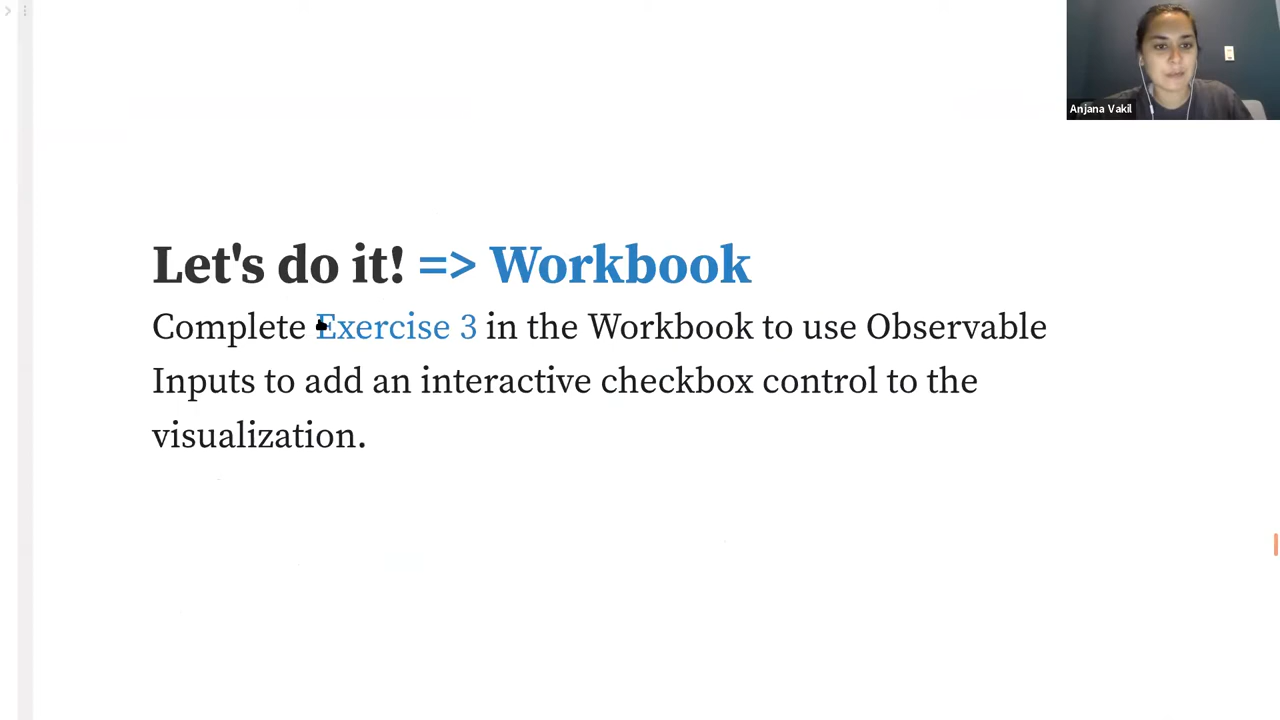 Anjana Vakil
Let's do it! => Workbook
Complete Exercise 3 in the Workbook to use Observable
Inputs to add an interactive checkbox control to the
visualization.